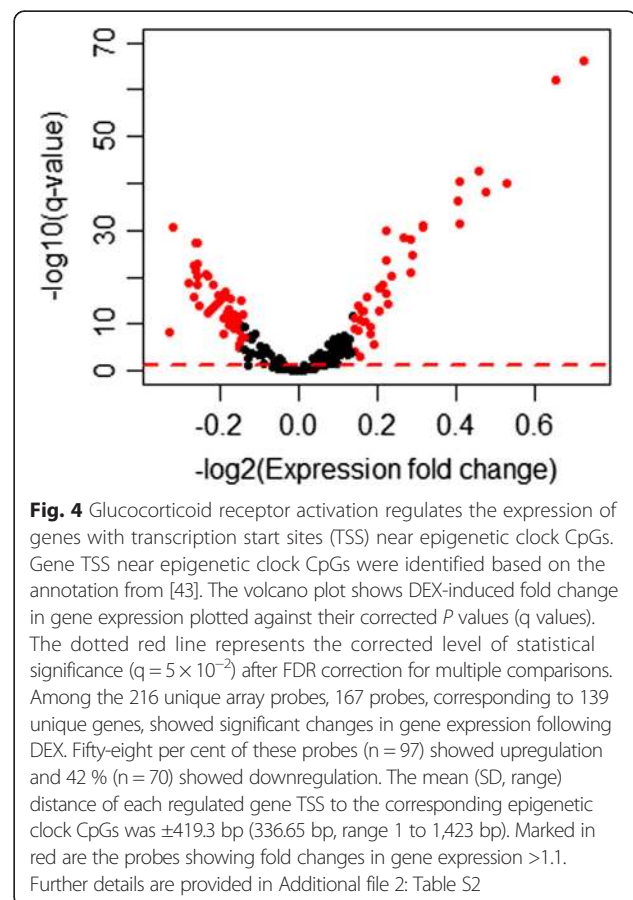 70
50
30
10
0
-log10(q-value)
-0.2 0.0 0.2 0.4 0.6
-log2(Expression fold change)
Fig. 4 Glucocorticoid receptor activation regulates the expression of
genes with transcription start sites (TSS) near epigenetic clock CpGs.
Gene TSS near epigenetic clock CpGs were identified based on the
annotation from [43]. The volcano plot shows DEX-induced fold change
in gene expression plotted against their corrected P values (q values).
The dotted red line represents the corrected level of statistical
significance (q = 5 × 10⁻²) after FDR correction for multiple comparisons.
Among the 216 unique array probes, 167 probes, corresponding to 139
unique genes, showed significant changes in gene expression following
DEX. Fifty-eight per cent of these probes (n = 97) showed upregulation
and 42 % (n = 70) showed downregulation. The mean (SD, range)
distance of each regulated gene TSS to the corresponding epigenetic
clock CpGs was ±419.3 bp (336.65 bp, range 1 to 1,423 bp). Marked in
red are the probes showing fold changes in gene expression >1.1.
Further details are provided in Additional file 2: Table S2